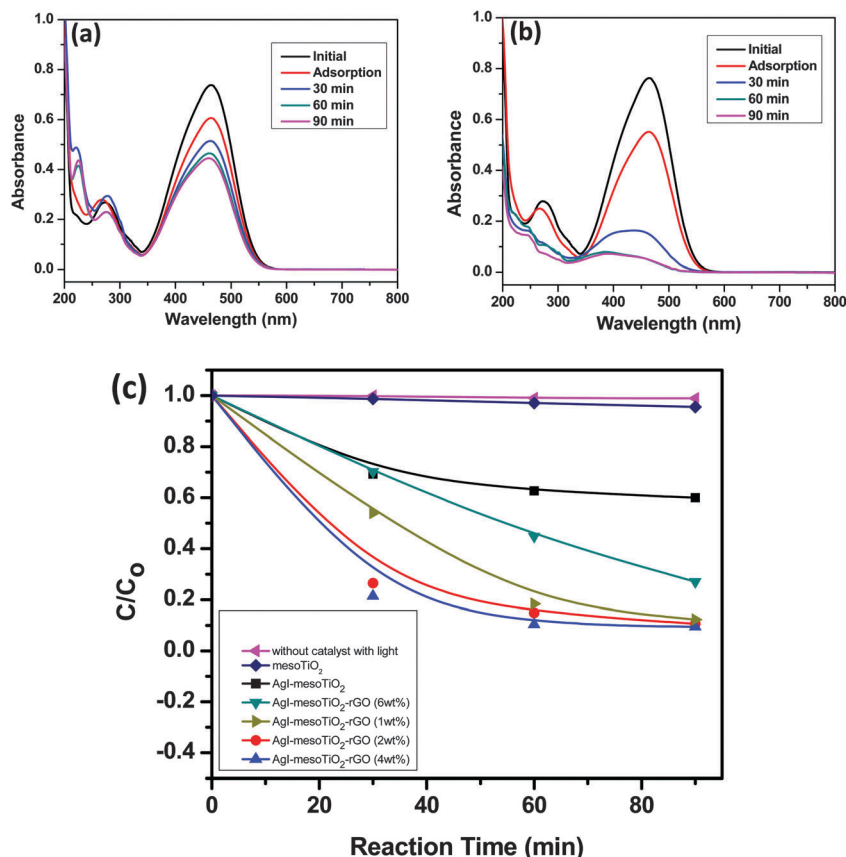 (a)
Initial
Adsorption
30 min
60 min
90 min
1.0
0.8
0.6
0.4
0.2
0.0
Absorbance
200 300 400 500 600 700 800
Wavelength (nm)
(b)
Initial
Adsorption
30 min
60 min
90 min
1.0
0.8
0.6
0.4
0.2
0.0
Absorbance
200 300 400 500 600 700 800
Wavelength (nm)
(c)
1.0
0.8
0.6
0.4
0.2
0.0
-0.2
-0.4
C/Co
without catalyst with light
mesoTiO2
AgI-mesoTiO2
AgI-mesoTiO2-rGO (6wt%)
AgI-mesoTiO2-rGO (1wt%)
AgI-mesoTiO2-rGO (2wt%)
AgI-mesoTiO2-rGO (4wt%)
0 20 40 60 80
Reaction Time (min)